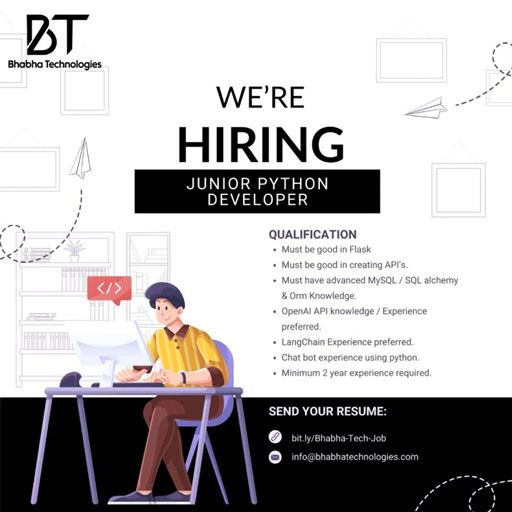 BT
Bhabha Technologies
WE'RE
HIRING
JUNIOR PYTHON
DEVELOPER
QUALIFICATION
• Must be good in Flask
• Must be good in creating API's.
• Must have advanced MySQL / SQL alchemy
& Orm Knowledge.
• OpenAI API knowledge / Experience
preferred.
• LangChain Experience preferred.
• Chat bot experience using python.
• Minimum 2 year experience required.
</>
SEND YOUR RESUME:
bit.ly/Bhabha-Tech-Job
info@bhabhatechnologies.com